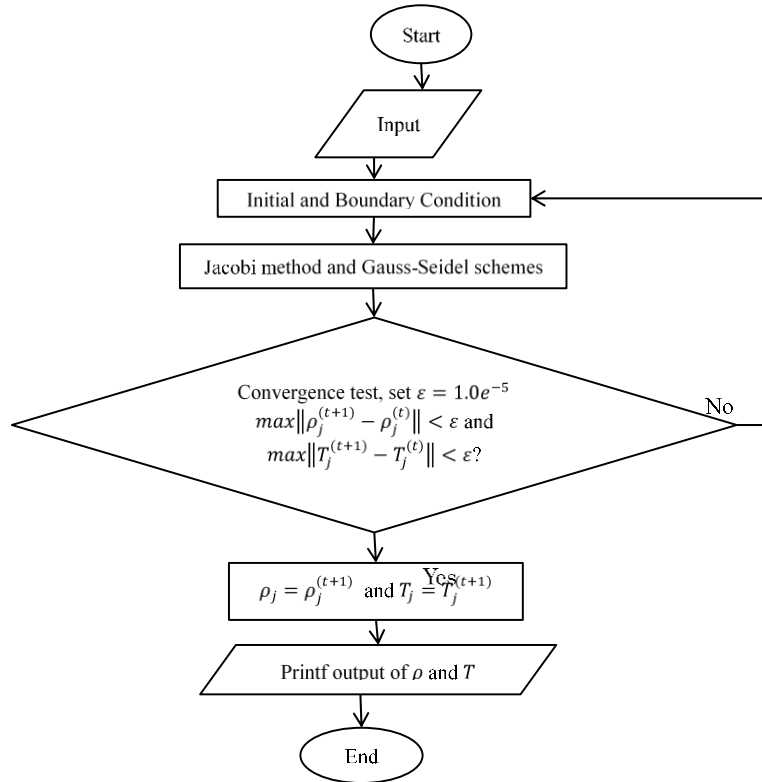 Start
Input
Initial and Boundary Condition
Jacobi method and Gauss-Seidel schemes
Convergence test, set 𝜀 = 1.0𝑒⁻⁵
𝑚𝑎𝑥‖𝜌ⱼ⁽ᵗ⁺¹⁾ − 𝜌ⱼ⁽ᵗ⁾‖ < 𝜀 and
𝑚𝑎𝑥‖𝑇ⱼ⁽ᵗ⁺¹⁾ − 𝑇ⱼ⁽ᵗ⁾‖ < 𝜀?
No
Yes
𝜌ⱼ = 𝜌ⱼ⁽ᵗ⁺¹⁾ and 𝑇ⱼ = 𝑇ⱼ⁽ᵗ⁺¹⁾
Printf output of 𝜌 and 𝑇
End